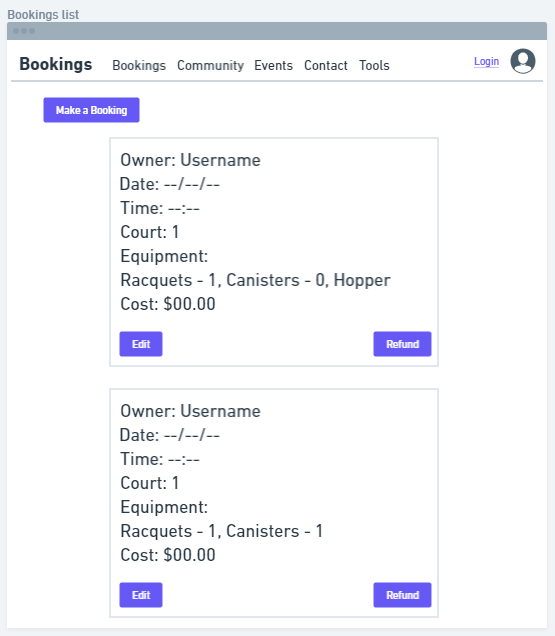 Bookings list
Bookings Bookings Community Events Contact Tools Login
Make a Booking
Owner: Username
Date: --/--/--
Time: --:--
Court: 1
Equipment:
Racquets - 1, Canisters - 0, Hopper
Cost: $00.00
Edit Refund
Owner: Username
Date: --/--/--
Time: --:--
Court: 1
Equipment:
Racquets - 1, Canisters - 1
Cost: $00.00
Edit Refund